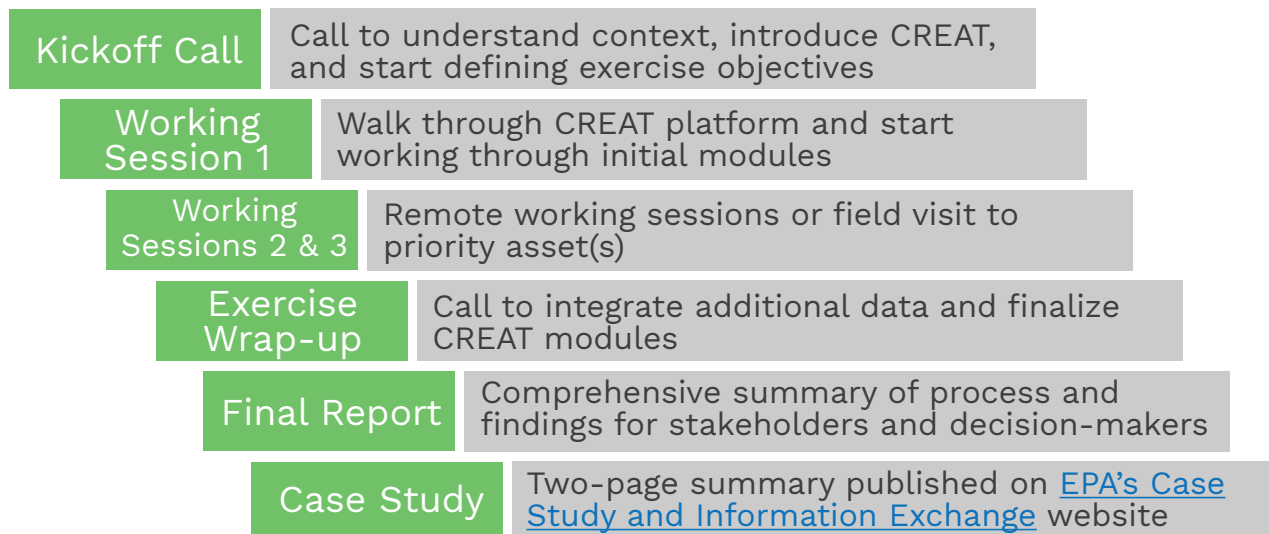 Kickoff Call
Call to understand context, introduce CREAT,
and start defining exercise objectives
Working
Session 1
Walk through CREAT platform and start
working through initial modules
Working
Sessions 2 & 3
Remote working sessions or field visit to
priority asset(s)
Exercise
Wrap-up
Call to integrate additional data and finalize
CREAT modules
Final Report
Comprehensive summary of process and
findings for stakeholders and decision-makers
Case Study
Two-page summary published on EPA's Case
Study and Information Exchange website